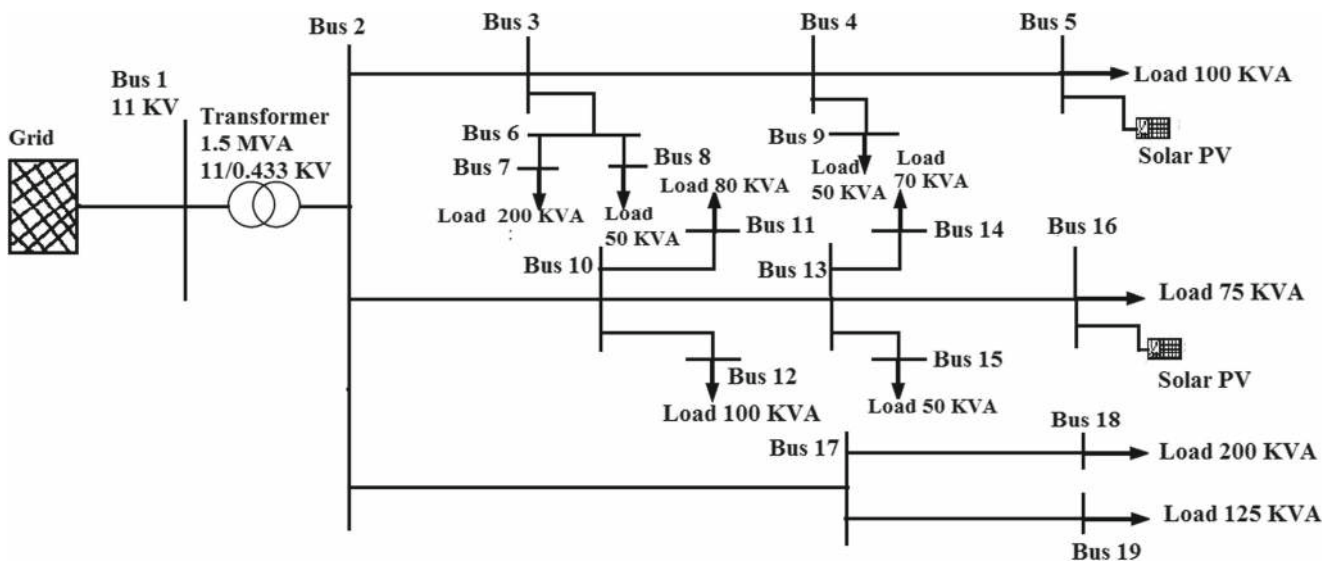 Bus 2
Bus 3
Bus 4
Bus 5
Bus 1
11 KV
Load 100 KVA
Transformer
1.5 MVA
11/0.433 KV
Grid
Bus 6
Bus 7
Bus 8
Bus 9
Solar PV
Load 200 KVA
Load
50 KVA
Load 80 KVA
Load
50 KVA
Load
70 KVA
Bus 11
Bus 14
Bus 16
Bus 10
Bus 13
Load 75 KVA
Bus 12
Bus 15
Solar PV
Load 100 KVA
Load 50 KVA
Bus 17
Bus 18
Load 200 KVA
Load 125 KVA
Bus 19